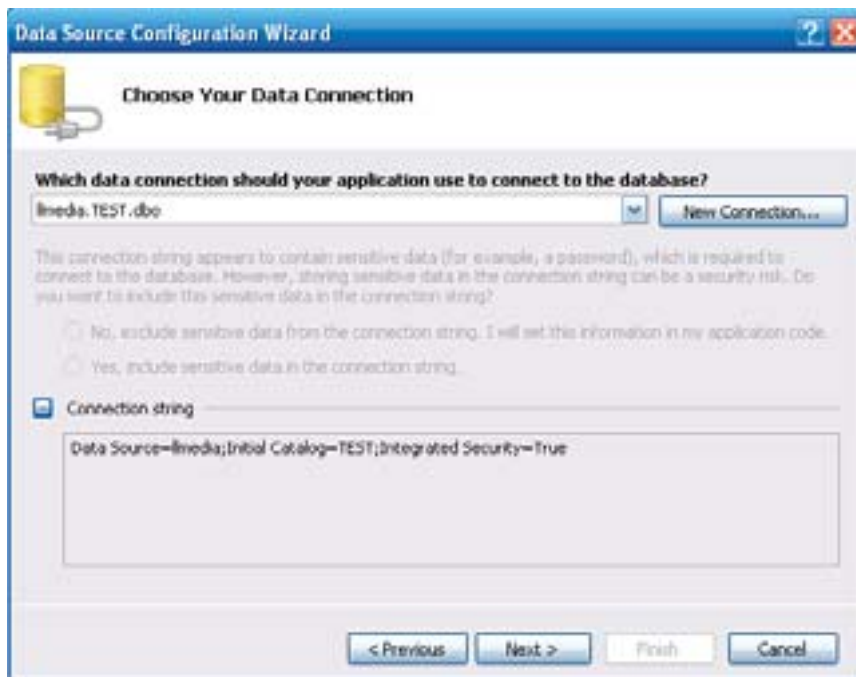 Data Source Configuration Wizard
Choose Your Data Connection
Which data connection should your application use to connect to the database?
llmedia.TEST.dbo
New Connection...
This connection string appears to contain sensitive data (for example, a password), which is required to
connect to the database. However, storing sensitive data in the connection string can be a security risk. Do
you want to include this sensitive data in the connection string?
No, exclude sensitive data from the connection string. I will set this information in my application code.
Yes, include sensitive data in the connection string.
Connection string
Data Source=llmedia;Initial Catalog=TEST;Integrated Security=True
< Previous
Next >
Finish
Cancel